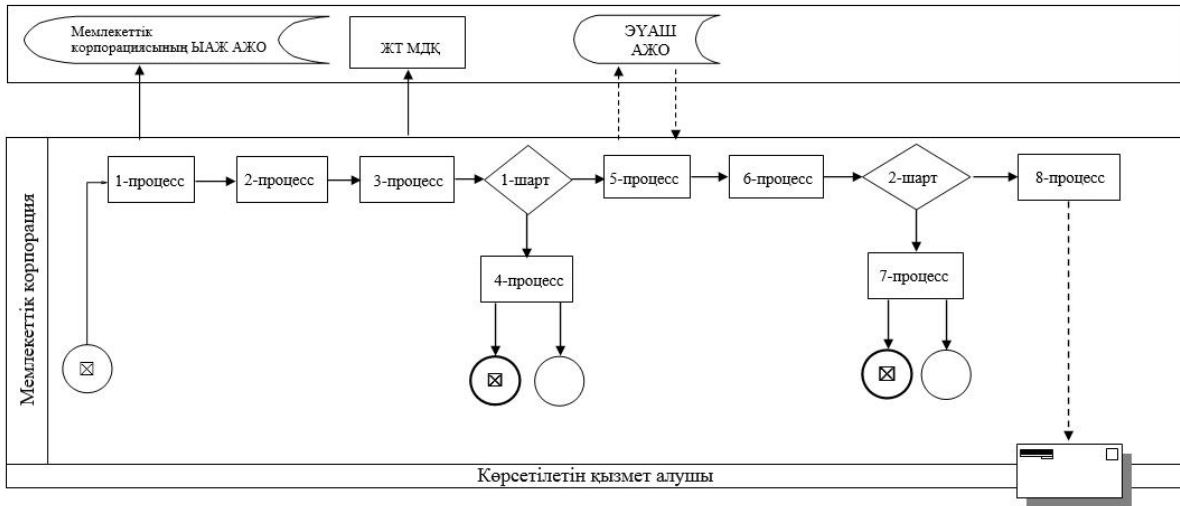 Мемлекеттік
корпорациясының ЫАЖ АЖО
ЖТ МДҚ
ЭҮАШ
АЖО
Мемлекеттік корпорация
1-процесс
2-процесс
3-процесс
1-шарт
5-процесс
6-процесс
2-шарт
8-процесс
4-процесс
7-процесс
Көрсетілетін қызмет алушы